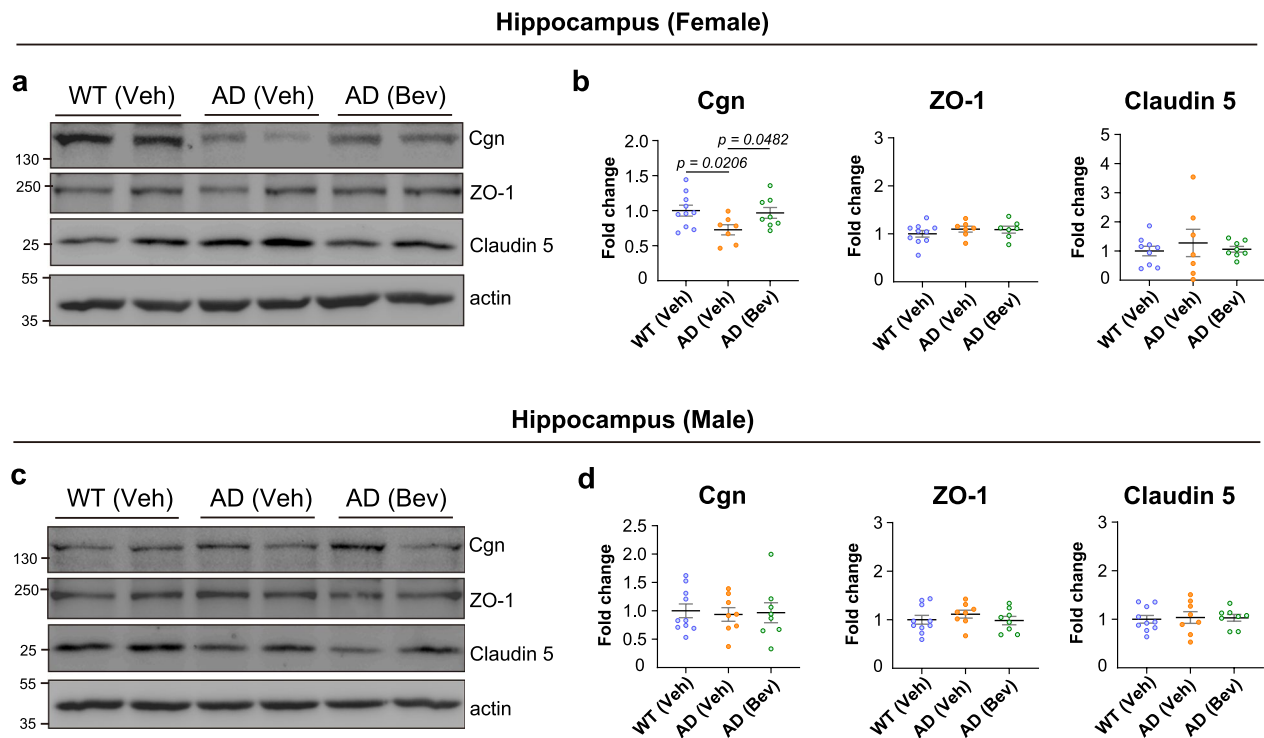 Hippocampus (Female)
a
WT (Veh) AD (Veh) AD (Bev)
Cgn
130
250
ZO-1
25
Claudin 5
55
actin
35
b
Cgn
Fold change
2.0
1.5
1.0
0.5
0
p = 0.0482
p = 0.0206
WT (Veh)
AD (Veh)
AD (Bev)
ZO-1
Fold change
3
2
1
0
WT (Veh)
AD (Veh)
AD (Bev)
Claudin 5
Fold change
5
4
3
2
1
0
WT (Veh)
AD (Veh)
AD (Bev)
Hippocampus (Male)
c
WT (Veh) AD (Veh) AD (Bev)
Cgn
130
250
ZO-1
25
Claudin 5
55
actin
35
d
Cgn
Fold change
2.5
2.0
1.5
1.0
0.5
0
WT (Veh)
AD (Veh)
AD (Bev)
ZO-1
Fold change
3
2
1
0
WT (Veh)
AD (Veh)
AD (Bev)
Claudin 5
Fold change
3
2
1
0
WT (Veh)
AD (Veh)
AD (Bev)